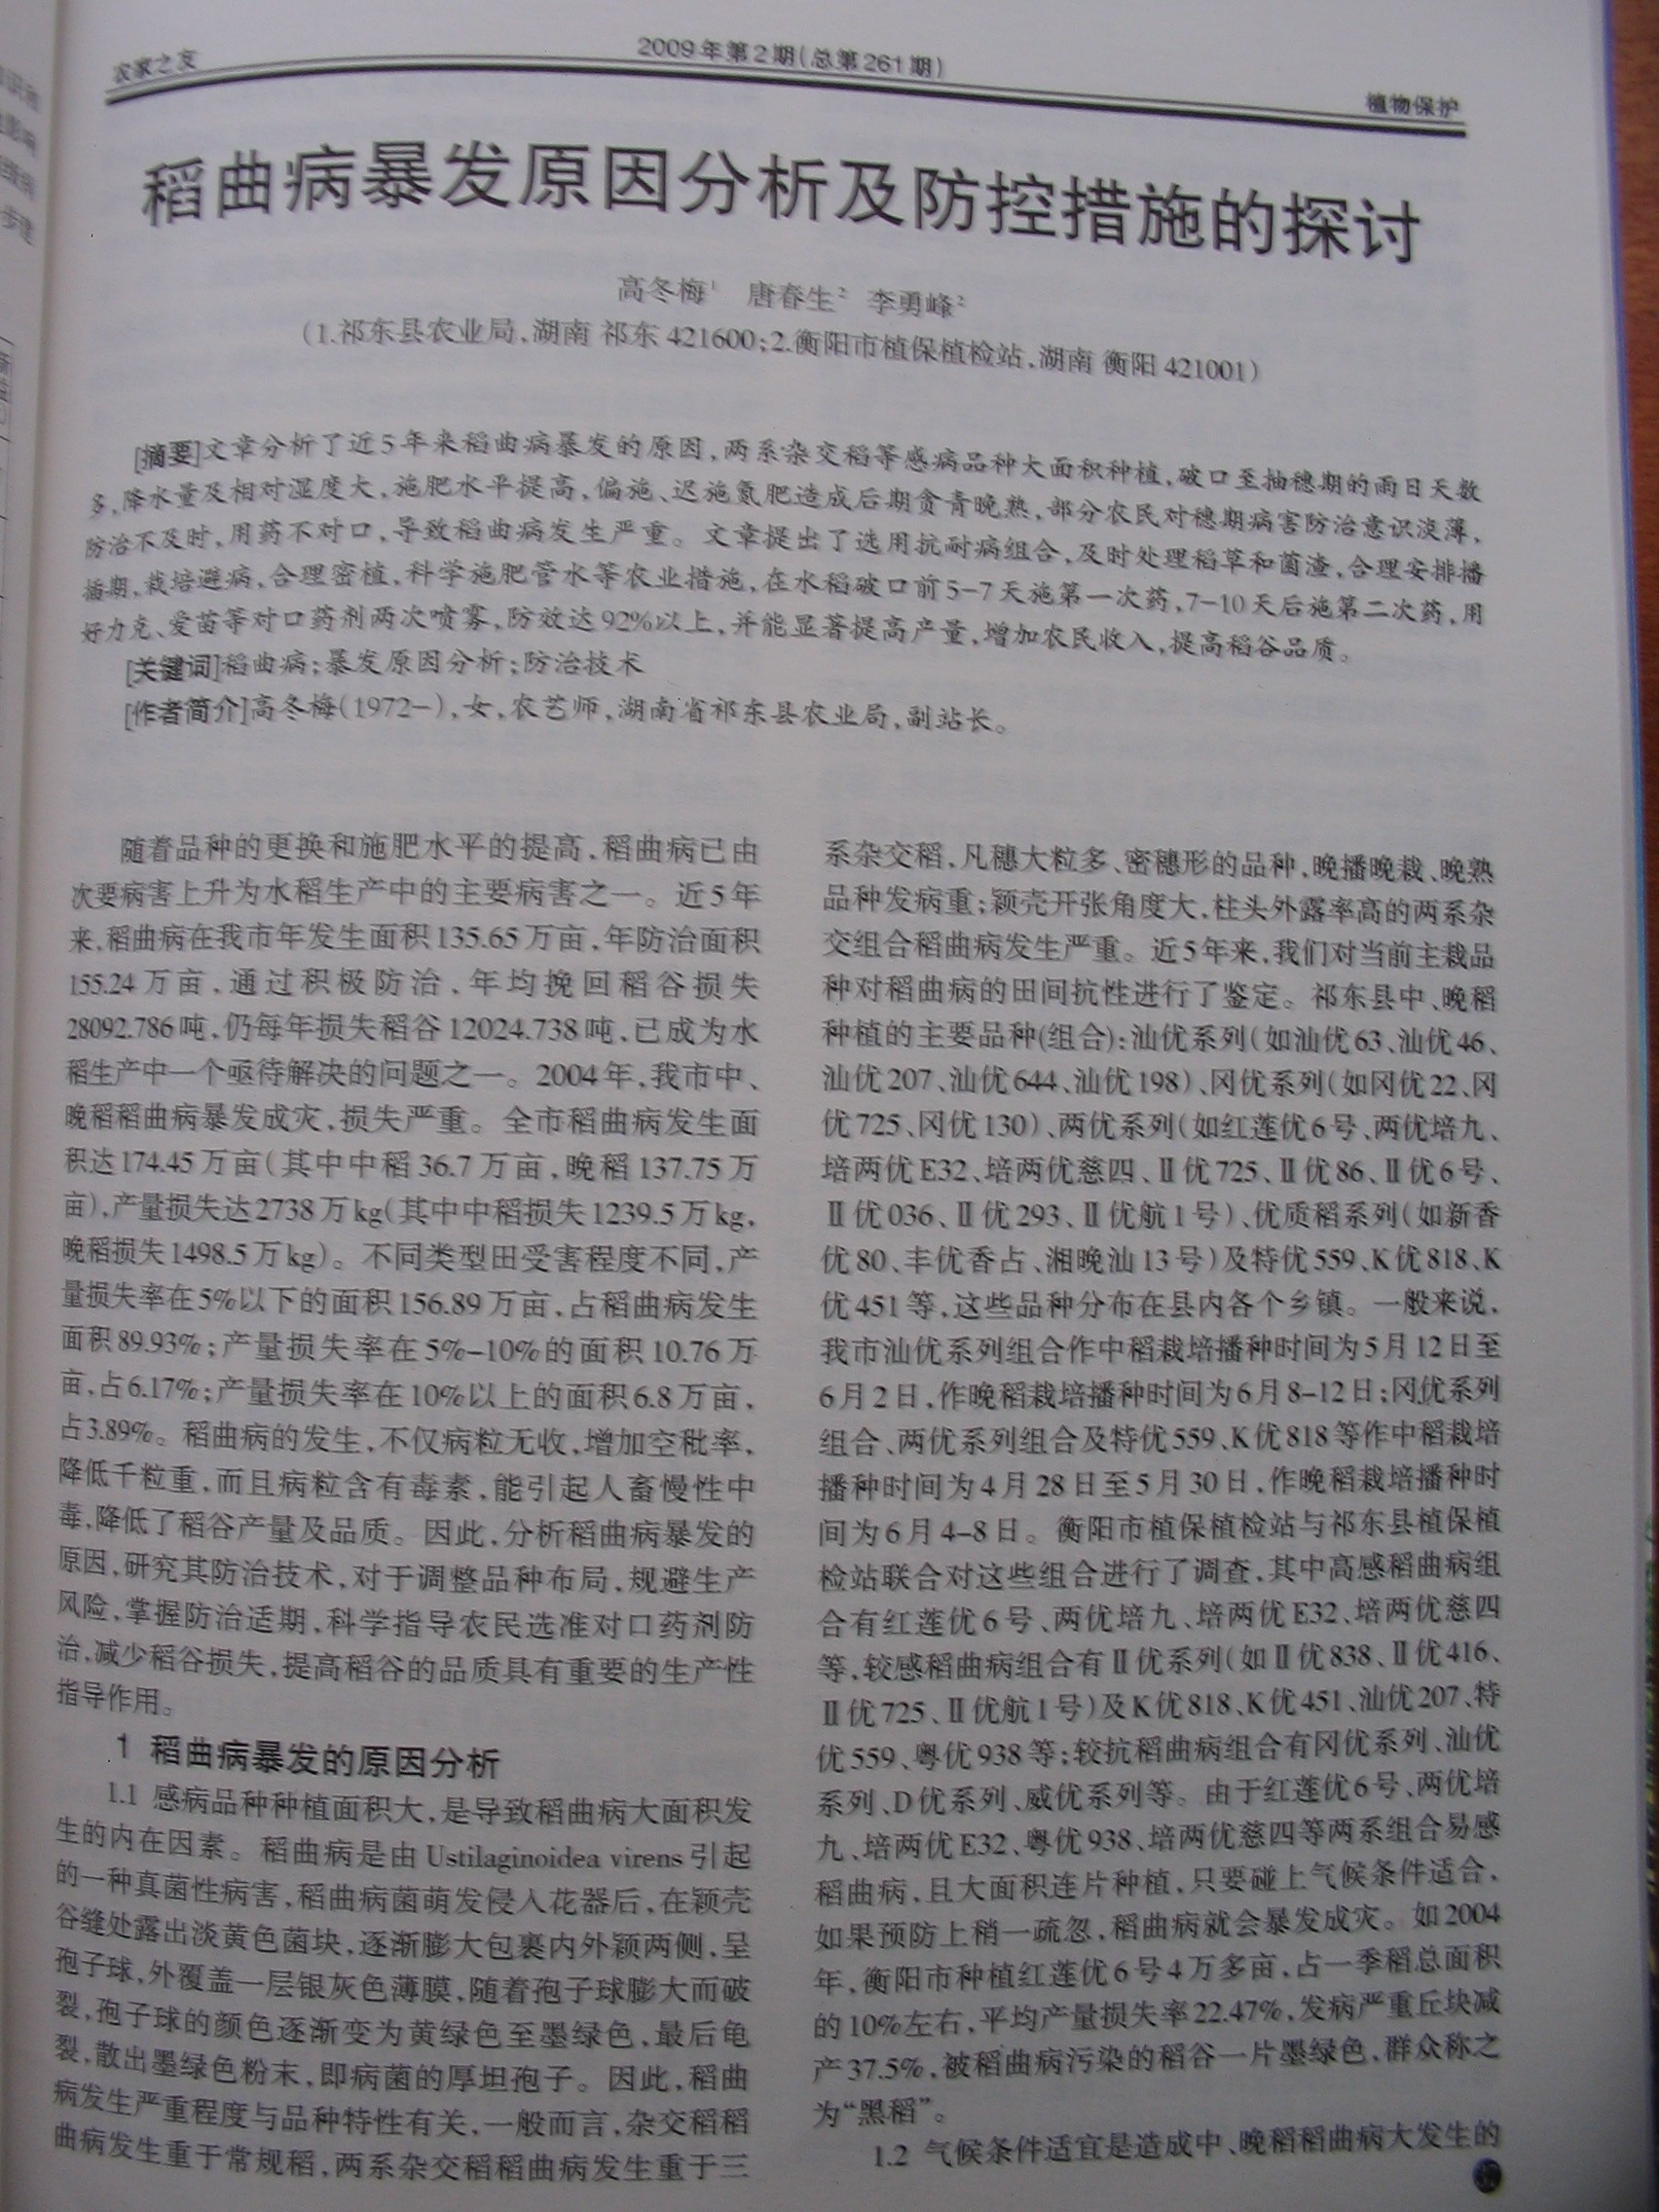 农家之友
2009年第2期(总第261期)
植物保护
稻曲病暴发原因分析及防控措施的探讨
高冬梅1 唐春生2 李勇峰2
(1.祁东县农业局,湖南 祁东 421600;2.衡阳市植保植检站,湖南 衡阳 421001)
[摘要]文章分析了近5年来稻曲病暴发的原因,两系杂交稻等感病品种大面积种植,破口至抽穗期的雨日天数
多,降水量及相对湿度大,施肥水平提高,偏施、迟施氮肥造成后期贪青晚熟,部分农民对穗期病害防治意识淡薄,
防治不及时,用药不对口,导致稻曲病发生严重。文章提出了选用抗耐病组合,及时处理稻草和菌渣,合理安排播
插期,栽培避病,合理密植,科学施肥管水等农业措施,在水稻破口前5-7天施第一次药,7-10天后施第二次药,用
好力克、爱苗等对口药剂两次喷雾,防效达92%以上,并能显著提高产量,增加农民收入,提高稻谷品质。
[关键词]稻曲病;暴发原因分析;防治技术
[作者简介]高冬梅(1972-),女,农艺师,湖南省祁东县农业局,副站长。
随着品种的更换和施肥水平的提高,稻曲病已由
次要病害上升为水稻生产中的主要病害之一。近5年
来,稻曲病在我市年发生面积135.65万亩,年防治面积
155.24万亩,通过积极防治,年均挽回稻谷损失
28092.786吨,仍每年损失稻谷12024.738吨,已成为水
稻生产中一个亟待解决的问题之一。2004年,我市中、
晚稻稻曲病暴发成灾,损失严重。全市稻曲病发生面
积达174.45万亩(其中中稻36.7万亩,晚稻137.75万
亩),产量损失达2738万kg(其中中稻损失1239.5万kg,
晚稻损失1498.5万kg)。不同类型田受害程度不同,产
量损失率在5%以下的面积156.89万亩,占稻曲病发生
面积89.93%;产量损失率在5%-10%的面积10.76万
亩,占6.17%;产量损失率在10%以上的面积6.8万亩,
占3.89%。稻曲病的发生,不仅病粒无收,增加空秕率,
降低千粒重,而且病粒含有毒素,能引起人畜慢性中
毒,降低了稻谷产量及品质。因此,分析稻曲病暴发的
原因,研究其防治技术,对于调整品种布局,规避生产
风险,掌握防治适期,科学指导农民选准对口药剂防
治,减少稻谷损失,提高稻谷的品质具有重要的生产性
指导作用。
1 稻曲病暴发的原因分析
1.1 感病品种种植面积大,是导致稻曲病大面积发
生的内在因素。稻曲病是由Ustilaginoidea virens引起
的一种真菌性病害,稻曲病菌萌发侵入花器后,在颖壳
谷缝处露出淡黄色菌块,逐渐膨大包裹内外颖两侧,呈
孢子球,外覆盖一层银灰色薄膜,随着孢子球膨大而破
裂,孢子球的颜色逐渐变为黄绿色至墨绿色,最后龟
裂,散出墨绿色粉末,即病菌的厚坦孢子。因此,稻曲
病发生严重程度与品种特性有关,一般而言,杂交稻稻
曲病发生重于常规稻,两系杂交稻稻曲病发生重于三
系杂交稻,凡穗大粒多、密穗形的品种,晚播晚栽、晚熟
品种发病重;颖壳开张角度大,柱头外露率高的两系杂
交组合稻曲病发生严重。近5年来,我们对当前主栽品
种对稻曲病的田间抗性进行了鉴定。祁东县中、晚稻
种植的主要品种(组合):汕优系列(如汕优63、汕优46、
汕优207、汕优644、汕优198)、冈优系列(如冈优22、冈
优725、冈优130)、两优系列(如红莲优6号、两优培九、
培两优E32、培两优慈四、Ⅱ优725、Ⅱ优86、Ⅱ优6号、
Ⅱ优036、Ⅱ优293、Ⅱ优航1号)、优质稻系列(如新香
优80、丰优香占、湘晚汕13号)及特优559、K优818、K
优451等,这些品种分布在县内各个乡镇。一般来说,
我市汕优系列组合作中稻栽培播种时间为5月12日至
6月2日,作晚稻栽培播种时间为6月8-12日;冈优系列
组合、两优系列组合及特优559、K优818等作中稻栽培
播种时间为4月28日至5月30日,作晚稻栽培播种时
间为6月4-8日。衡阳市植保植检站与祁东县植保植
检站联合对这些组合进行了调查,其中高感稻曲病组
合有红莲优6号、两优培九、培两优E32、培两优慈四
等,较感稻曲病组合有Ⅱ优系列(如Ⅱ优838、Ⅱ优416、
Ⅱ优725、Ⅱ优航1号)及K优818、K优451、汕优207、特
优559、粤优938等;较抗稻曲病组合有冈优系列、汕优
系列、D优系列、威优系列等。由于红莲优6号、两优培
九、培两优E32、粤优938、培两优慈四等两系组合易感
稻曲病,且大面积连片种植,只要碰上气候条件适合,
如果预防上稍一疏忽,稻曲病就会暴发成灾。如2004
年,衡阳市种植红莲优6号4万多亩,占一季稻总面积
的10%左右,平均产量损失率22.47%,发病严重丘块减
产37.5%,被稻曲病污染的稻谷一片墨绿色,群众称之
为“黑稻”。
1.2 气候条件适宜是造成中、晚稻稻曲病大发生的